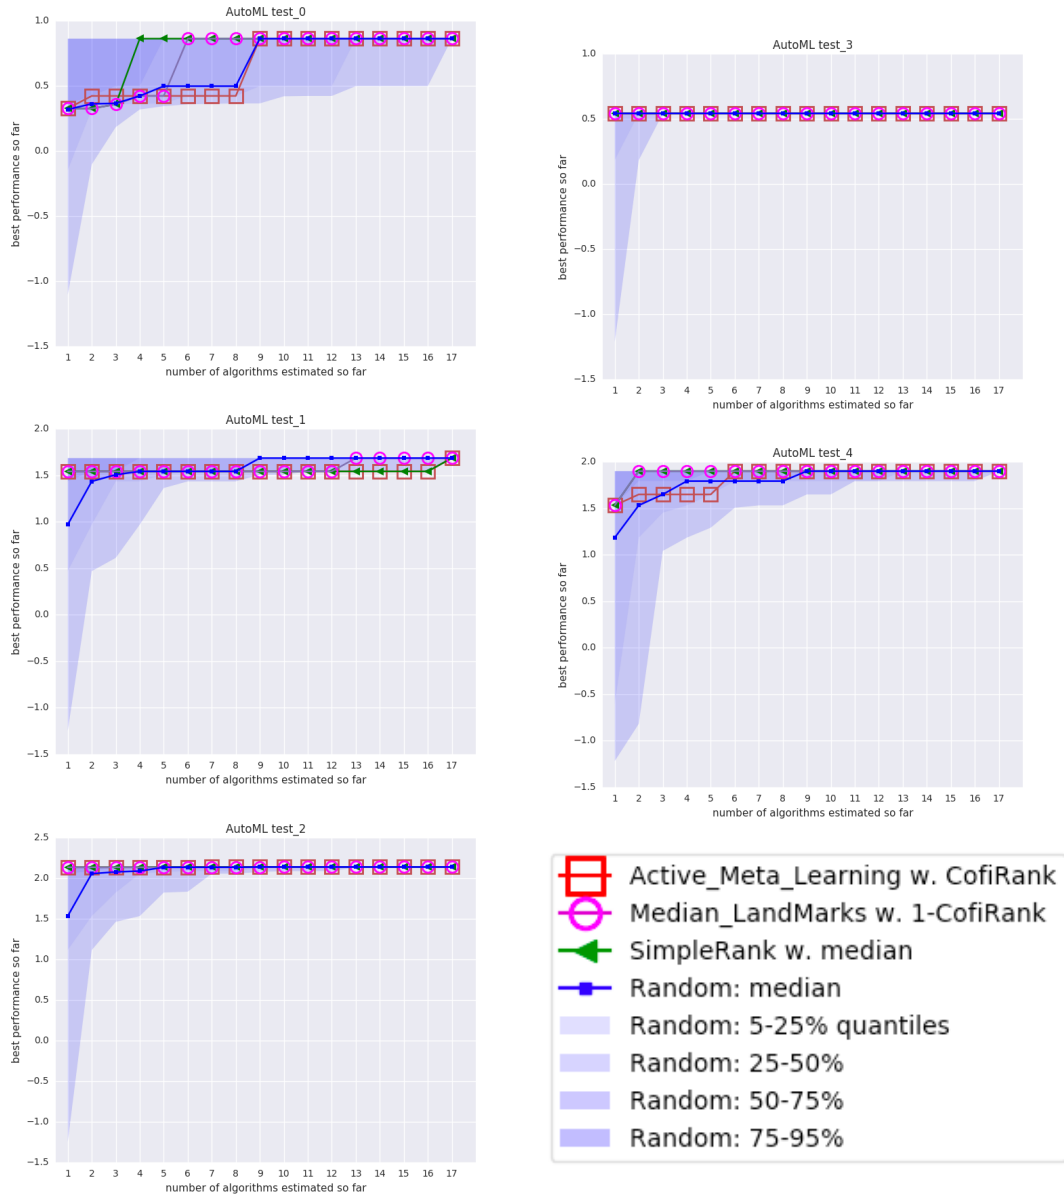 AutoML test_0
1.0
0.5
0.0
−0.5
−1.0
−1.5
best performance so far
1 2 3 4 5 6 7 8 9 10 11 12 13 14 15 16 17
number of algorithms estimated so far
AutoML test_3
1.0
0.5
0.0
−0.5
−1.0
−1.5
best performance so far
1 2 3 4 5 6 7 8 9 10 11 12 13 14 15 16 17
number of algorithms estimated so far
AutoML test_1
2.0
1.5
1.0
0.5
0.0
−0.5
−1.0
−1.5
best performance so far
1 2 3 4 5 6 7 8 9 10 11 12 13 14 15 16 17
number of algorithms estimated so far
AutoML test_4
2.0
1.5
1.0
0.5
0.0
−0.5
−1.0
−1.5
best performance so far
1 2 3 4 5 6 7 8 9 10 11 12 13 14 15 16 17
number of algorithms estimated so far
AutoML test_2
2.5
2.0
1.5
1.0
0.5
0.0
−0.5
−1.0
−1.5
best performance so far
1 2 3 4 5 6 7 8 9 10 11 12 13 14 15 16 17
number of algorithms estimated so far
Active_Meta_Learning w. CofiRank
Median_LandMarks w. 1-CofiRank
SimpleRank w. median
Random: median
Random: 5-25% quantiles
Random: 25-50%
Random: 50-75%
Random: 75-95%